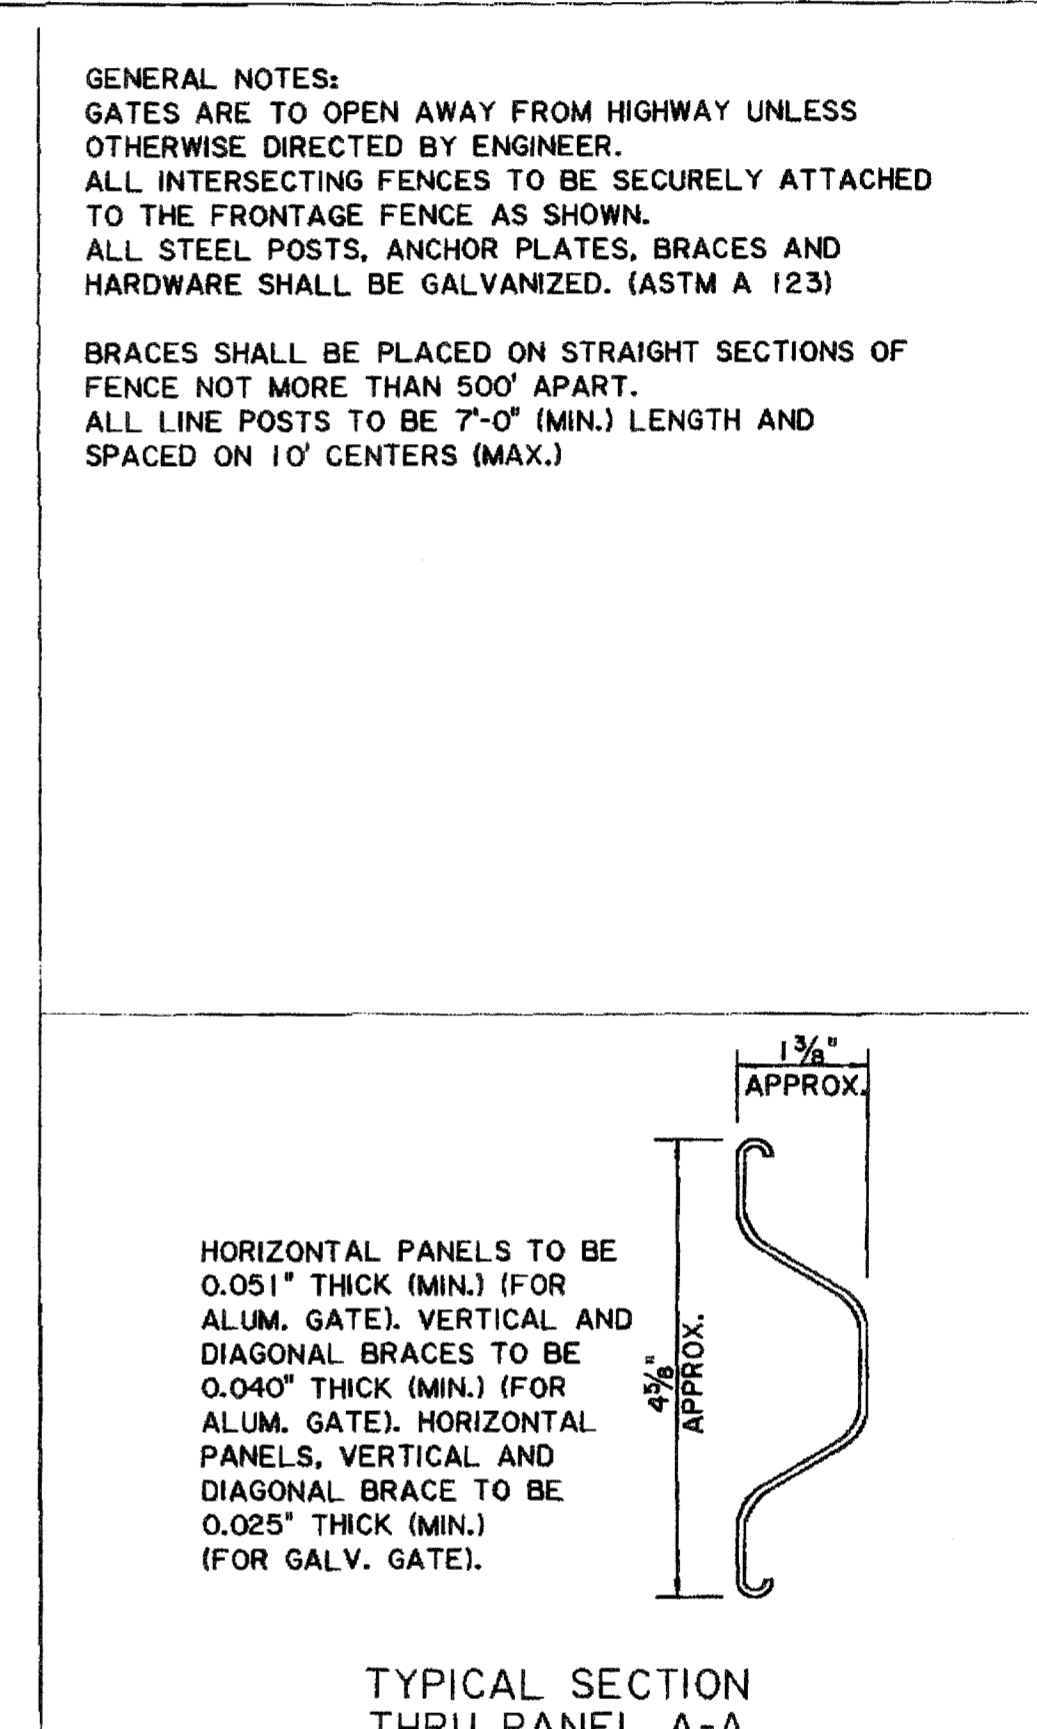 GENERAL NOTES:
GATES ARE TO OPEN AWAY FROM HIGHWAY UNLESS
OTHERWISE DIRECTED BY ENGINEER.
ALL INTERSECTING FENCES TO BE SECURELY ATTACHED
TO THE FRONTAGE FENCE AS SHOWN.
ALL STEEL POSTS, ANCHOR PLATES, BRACES AND
HARDWARE SHALL BE GALVANIZED. (ASTM A 123)
BRACES SHALL BE PLACED ON STRAIGHT SECTIONS OF
FENCE NOT MORE THAN 500' APART.
ALL LINE POSTS TO BE 7'-0" (MIN.) LENGTH AND
SPACED ON 10' CENTERS (MAX.)
1 3/8"
APPROX.
HORIZONTAL PANELS TO BE
0.051" THICK (MIN.) (FOR
ALUM. GATE). VERTICAL AND
DIAGONAL BRACES TO BE
0.040" THICK (MIN.) (FOR
ALUM. GATE). HORIZONTAL
PANELS, VERTICAL AND
DIAGONAL BRACE TO BE
0.025" THICK (MIN.)
(FOR GALV. GATE).
4 5/8"
APPROX.
TYPICAL SECTION
THRU PANEL A-A